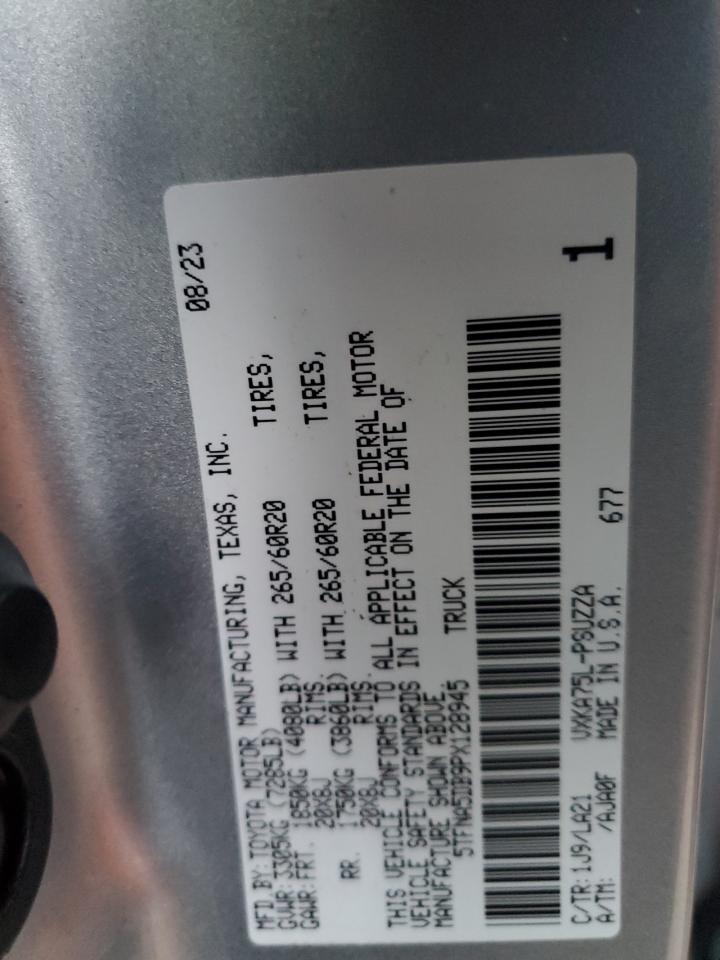 MFD BY: TOYOTA MOTOR MANUFACTURING, TEXAS, INC. 08/23
GVWR: 3305KG (7285LB)
GAWR: FRT. 1850KG (4080LB) WITH 265/60R20 TIRES,
20X8J RIMS.
RR. 1750KG (3860LB) WITH 265/60R20 TIRES,
20X8J RIMS.
THIS VEHICLE CONFORMS TO ALL APPLICABLE FEDERAL MOTOR
VEHICLE SAFETY STANDARDS IN EFFECT ON THE DATE OF
MANUFACTURE SHOWN ABOVE.
5TFNA5DB9PX128945 TRUCK
1
C/TR: 1J9/LA21 VXKA75L-PSUZZA 677
A/TM: /AJA0F MADE IN U.S.A.